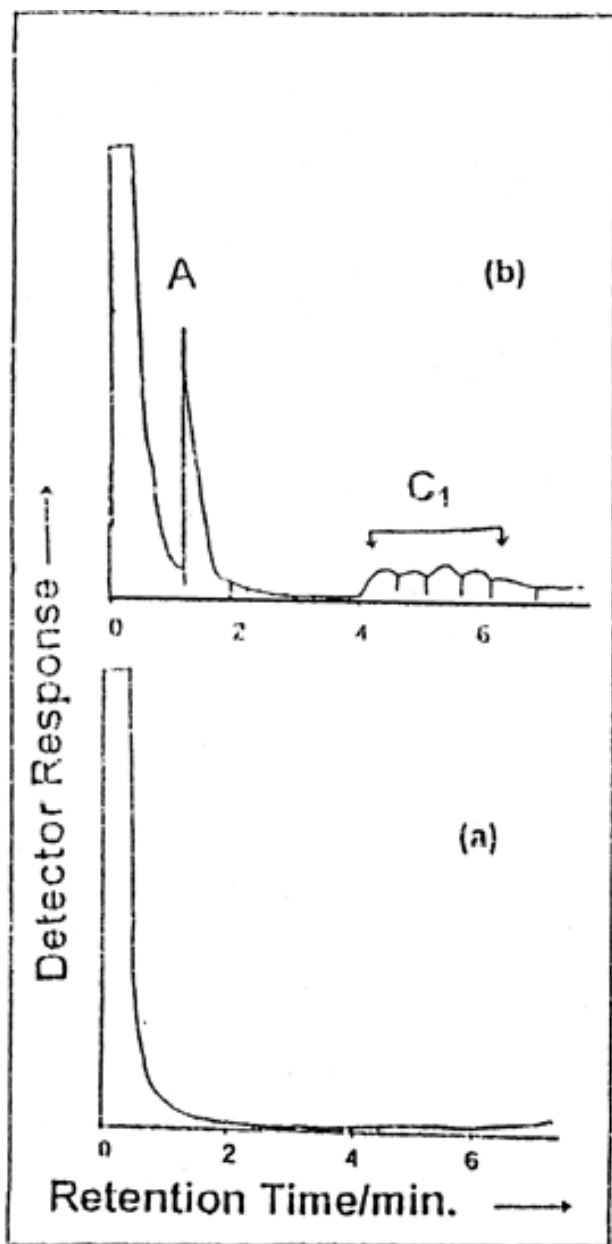 A
(b)
C₁
0 2 4 6
Detector Response
(a)
0 2 4 6
Retention Time/min.